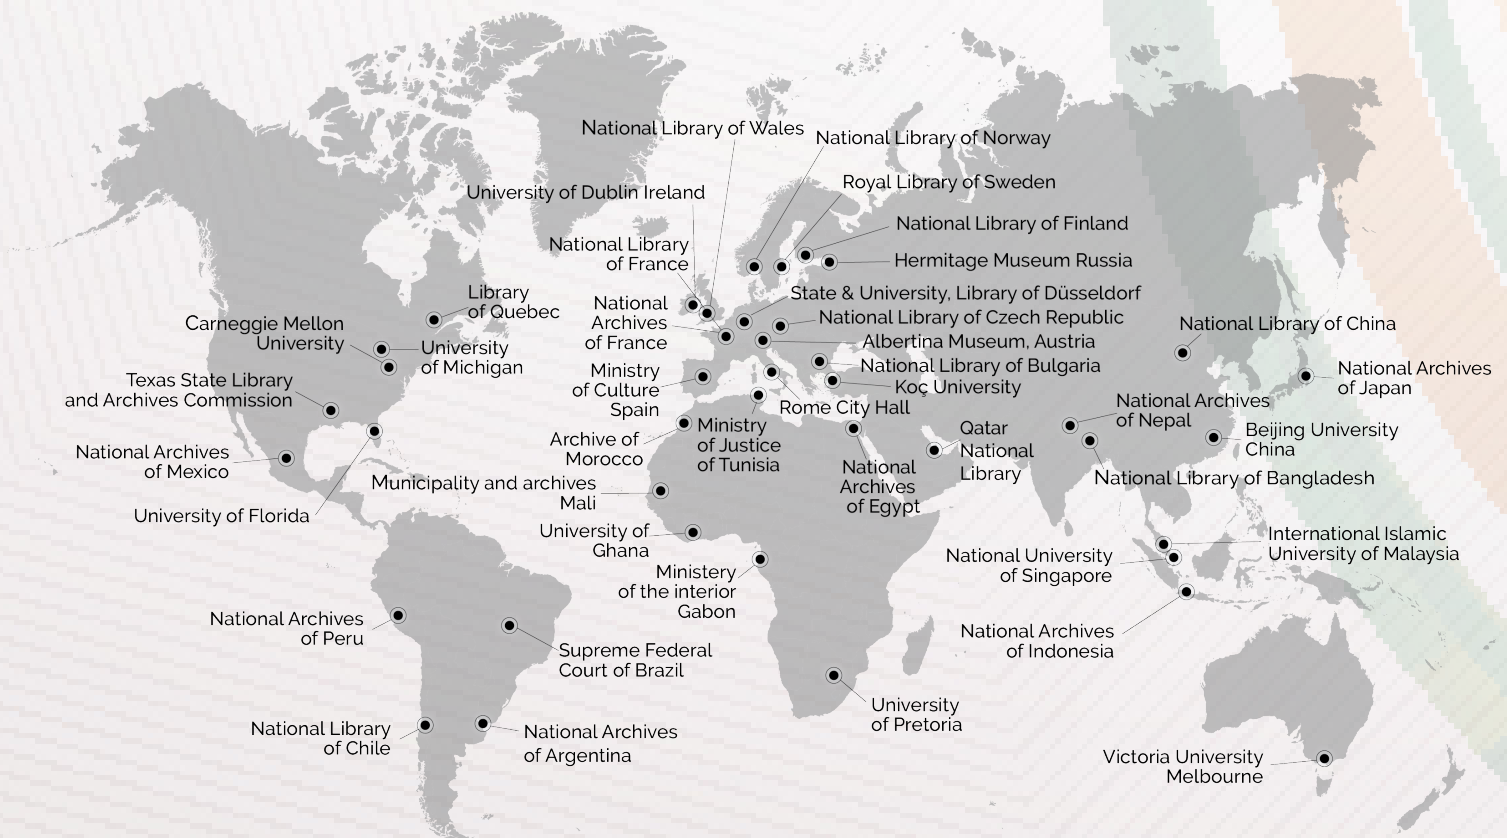 National Library of Wales
National Library of Norway
Royal Library of Sweden
University of Dublin Ireland
National Library of Finland
National Library
of France
Hermitage Museum Russia
Library
of Quebec
State & University, Library of Düsseldorf
National
Archives
of France
National Library of Czech Republic
Carneggie Mellon
University
National Library of China
Albertina Museum, Austria
University
of Michigan
National Library of Bulgaria
Ministry
of Culture
Spain
National Archives
of Japan
Koç University
Texas State Library
and Archives Commission
Rome City Hall
National Archives
of Nepal
Ministry
of Justice
of Tunisia
Qatar
National
Library
Beijing University
China
Archive of
Morocco
National Archives
of Mexico
National
Archives
of Egypt
National Library of Bangladesh
Municipality and archives
Mali
University of Florida
University of
Ghana
International Islamic
University of Malaysia
National University
of Singapore
Ministery
of the interior
Gabon
National Archives
of Peru
National Archives
of Indonesia
Supreme Federal
Court of Brazil
University
of Pretoria
National Library
of Chile
National Archives
of Argentina
Victoria University
Melbourne